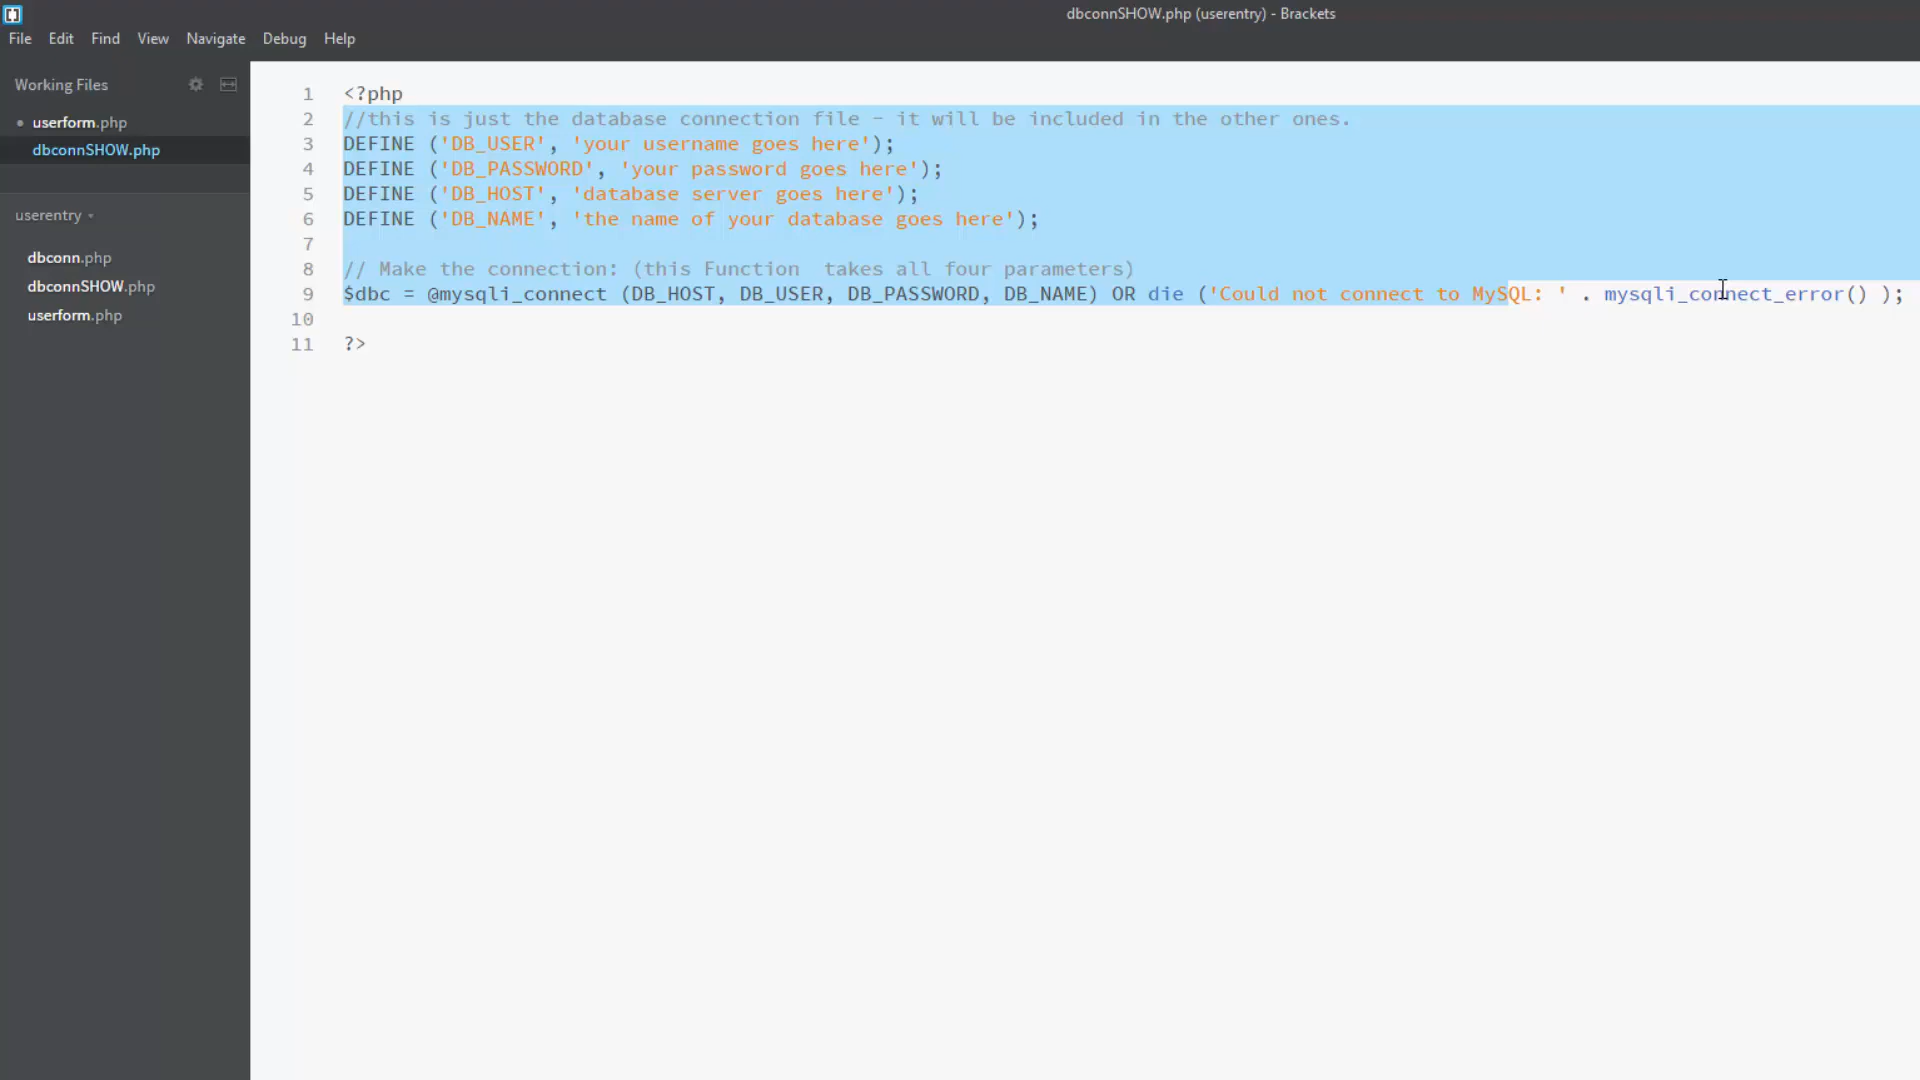 dbconnSHOW.php (userentry) - Brackets
File Edit Find View Navigate Debug Help
Working Files
userform.php
dbconnSHOW.php
userentry
dbconn.php
dbconnSHOW.php
userform.php
1 <?php
2 //this is just the database connection file - it will be included in the other ones.
3 DEFINE ('DB_USER', 'your username goes here');
4 DEFINE ('DB_PASSWORD', 'your password goes here');
5 DEFINE ('DB_HOST', 'database server goes here');
6 DEFINE ('DB_NAME', 'the name of your database goes here');
7
8 // Make the connection: (this Function  takes all four parameters)
9 $dbc = @mysqli_connect (DB_HOST, DB_USER, DB_PASSWORD, DB_NAME) OR die ('Could not connect to MySQL: ' . mysqli_connect_error() );
10
11 ?>